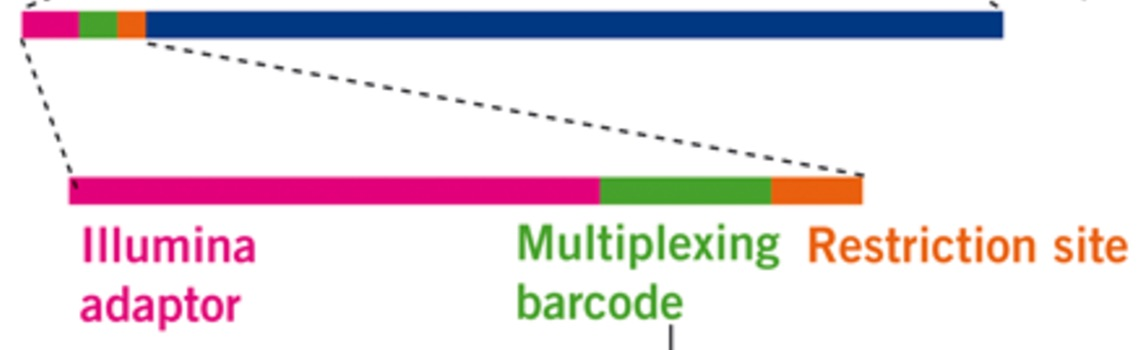 Illumina
adaptor
Multiplexing
barcode
Restriction site